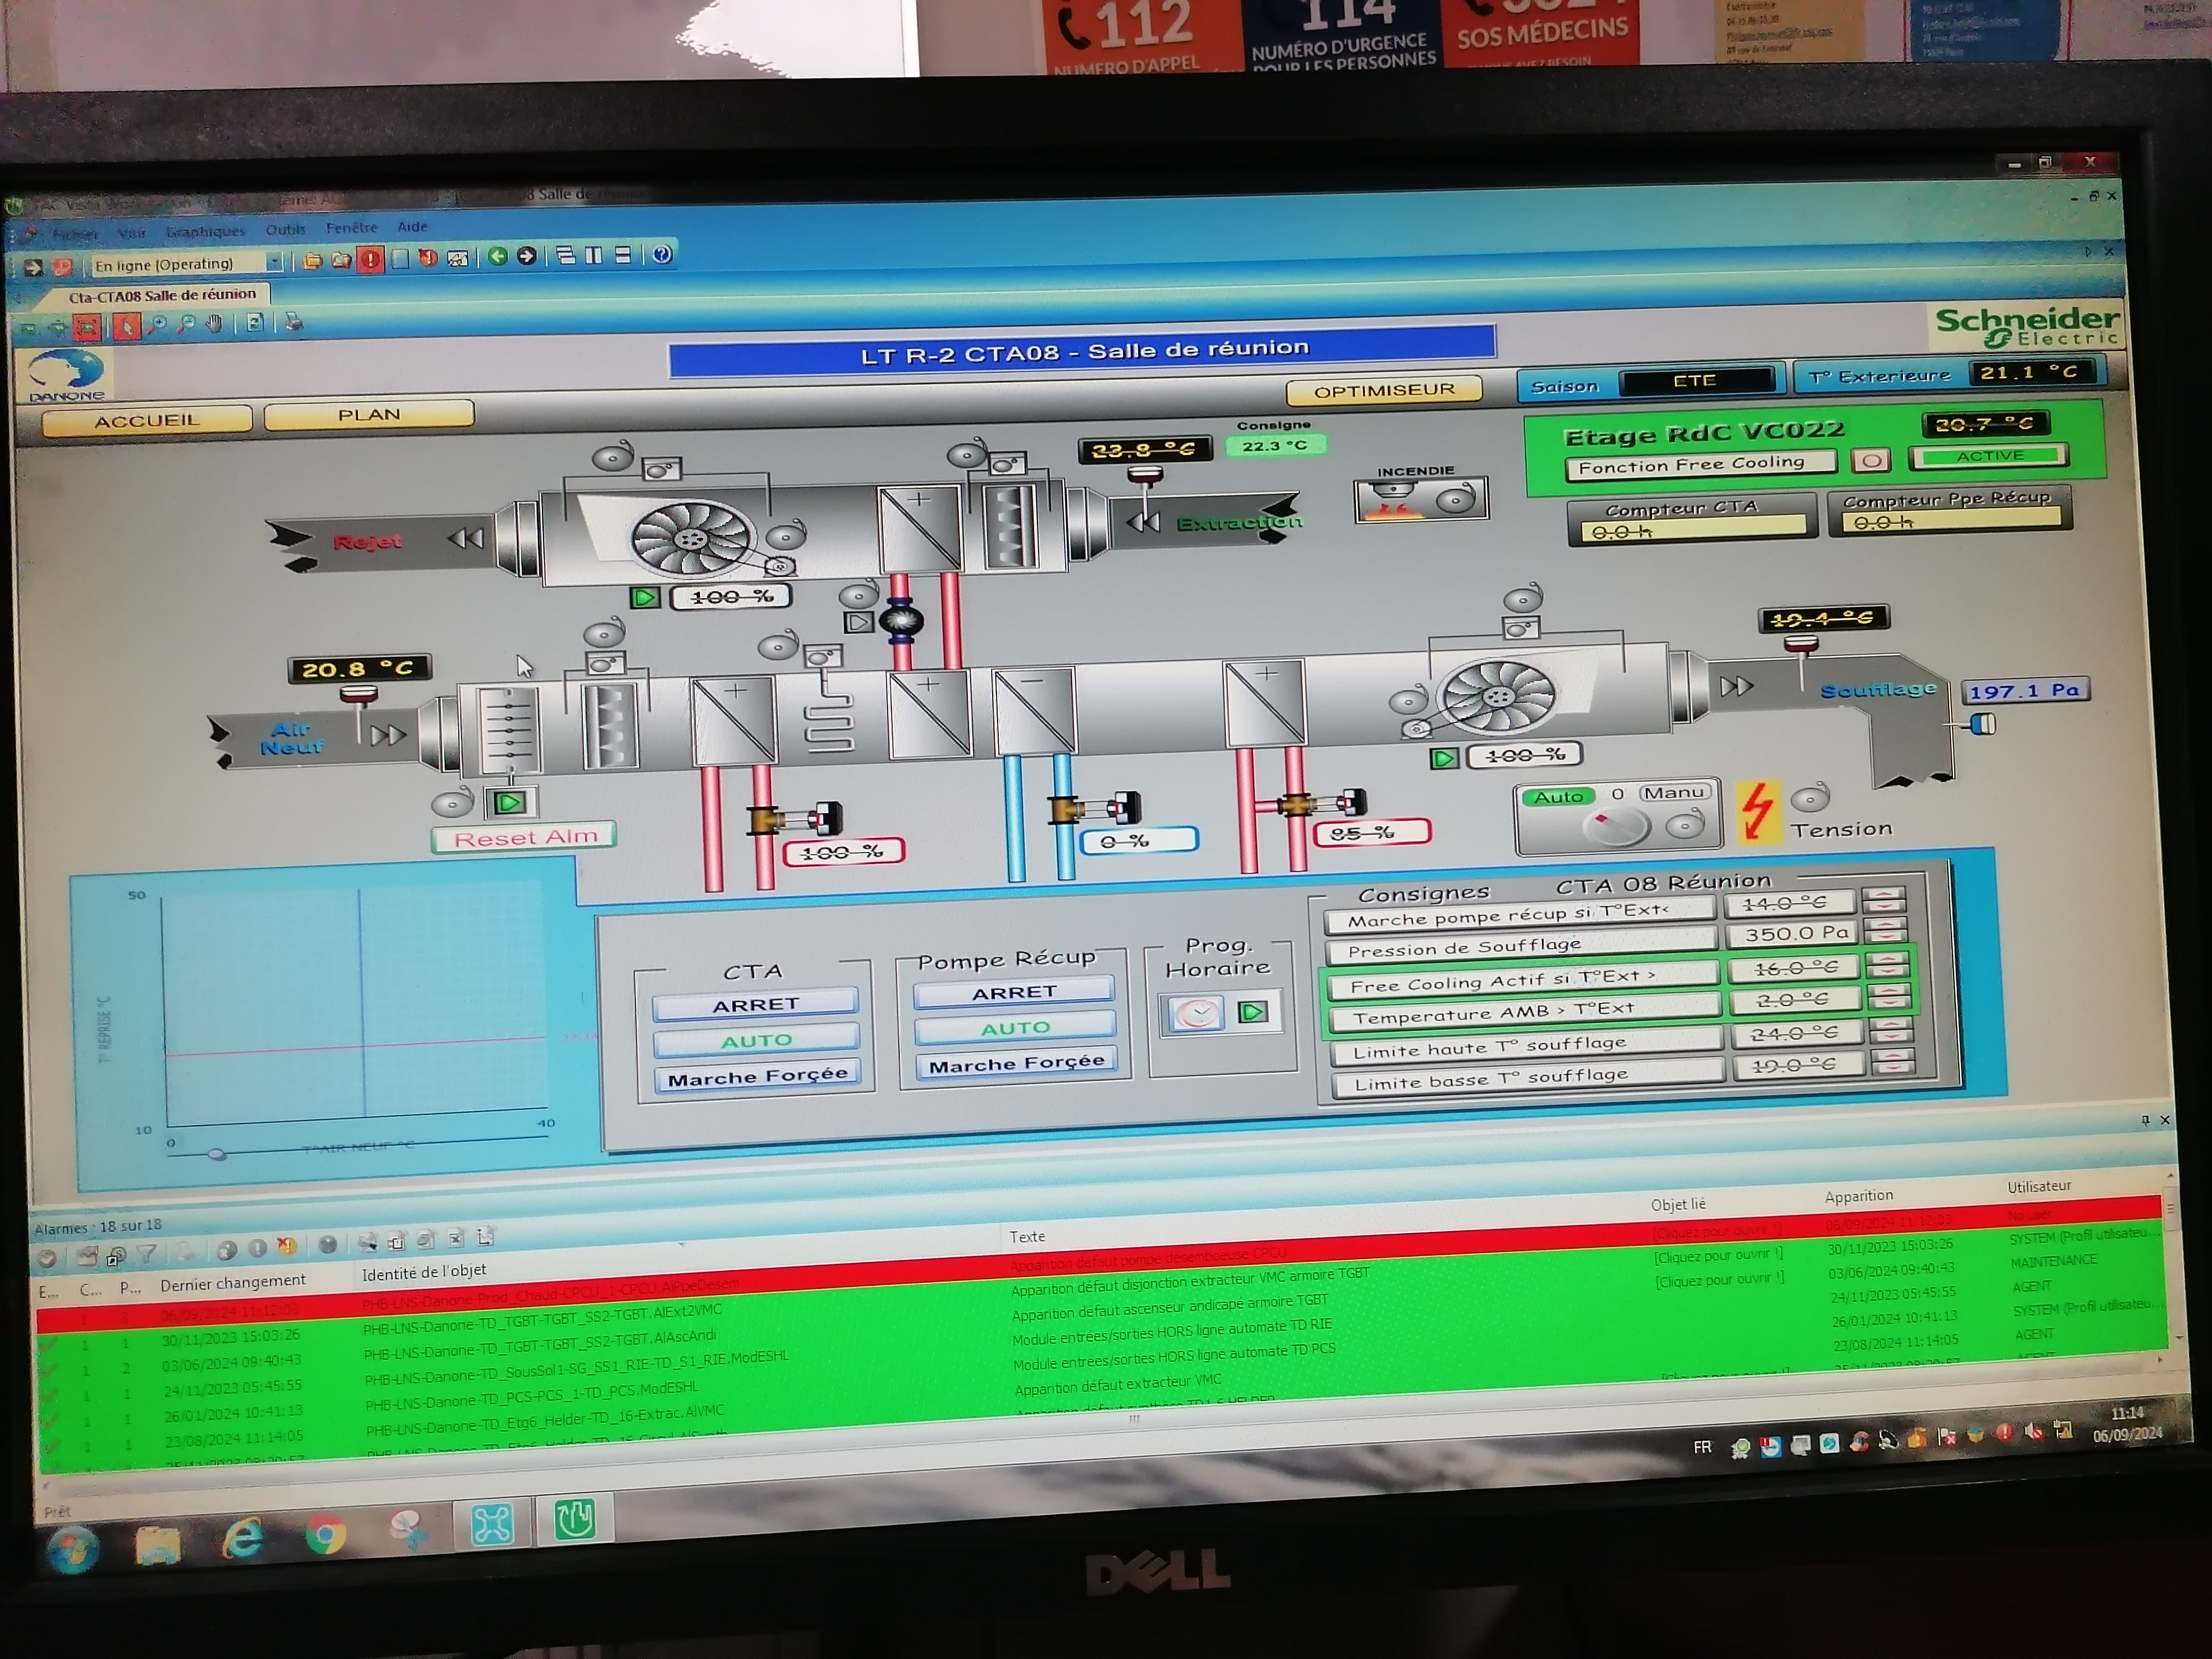 112
NUMERO D'APPEL
114
NUMÉRO D'URGENCE
POUR LES PERSONNES
SOS MÉDECINS
08 Salle de
Fichier Voir Graphiques Outils Fenêtre Aide
En ligne (Operating)
Cta-CTA08 Salle de réunion
Schneider
Electric
DANONE
LT R-2 CTA08 - Salle de réunion
ACCUEIL
PLAN
OPTIMISEUR
Saison
ETE
T° Exterieure
21.1 °C
Etage RdC VC022
20.7 °C
Fonction Free Cooling
ACTIVE
Compteur CTA
0.0 h
Compteur Ppe Récup
0.0 h
Consigne
22.3 °C
23.8 °C
INCENDIE
Rejet
Extraction
100 %
20.8 °C
Air
Neuf
19.4 °C
Soufflage
197.1 Pa
100 %
Reset Alm
100 %
0 %
85 %
Auto 0 Manu
Tension
50
T° REPRISE °C
10
0
40
T°AIR NEUF °C
CTA
ARRET
AUTO
Marche Forçée
Pompe Récup
ARRET
AUTO
Marche Forçée
Prog.
Horaire
Consignes CTA 08 Réunion
Marche pompe récup si T°Ext< 14.0 °C
Pression de Soufflage 350.0 Pa
Free Cooling Actif si T°Ext > 16.0 °C
Temperature AMB > T°Ext 2.0 °C
Limite haute T° soufflage 24.0 °C
Limite basse T° soufflage 19.0 °C
Alarmes : 18 sur 18
E... C... P... Dernier changement Identité de l'objet Texte Objet lié Apparition Utilisateur
1 3 06/09/2024 11:12:03 PHB-LNS-Danone-Prod_Chaud-CPCU_1-CPCU.AlPpeDesem Apparition défaut pompe desemboeuse CPCU [Cliquez pour ouvrir !] 06/09/2024 11:12:03 No user
1 1 30/11/2023 15:03:26 PHB-LNS-Danone-TD_TGBT-TGBT_SS2-TGBT.AlExt2VMC Apparition défaut disjonction extracteur VMC armoire TGBT [Cliquez pour ouvrir !] 30/11/2023 15:03:26 SYSTEM (Profil utilisateu...
1 2 03/06/2024 09:40:43 PHB-LNS-Danone-TD_TGBT-TGBT_SS2-TGBT.AlAscAndi Apparition défaut ascenseur andicapé armoire TGBT [Cliquez pour ouvrir !] 03/06/2024 09:40:43 MAINTENANCE
1 1 24/11/2023 05:45:55 PHB-LNS-Danone-TD_SousSol1-SG_SS1_RIE-TD_S1_RIE.ModESHL Module entrées/sorties HORS ligne automate TD RIE 24/11/2023 05:45:55 AGENT
1 1 26/01/2024 10:41:13 PHB-LNS-Danone-TD_PCS-PCS_1-TD_PCS.ModESHL Module entrées/sorties HORS ligne automate TD PCS 26/01/2024 10:41:13 SYSTEM (Profil utilisateu...
1 1 23/08/2024 11:14:05 PHB-LNS-Danone-TD_Etg6_Helder-TD_16-Extrac.AlVMC Apparition défaut extracteur VMC 23/08/2024 11:14:05 AGENT
Prêt
FR
11:14
06/09/2024
DELL